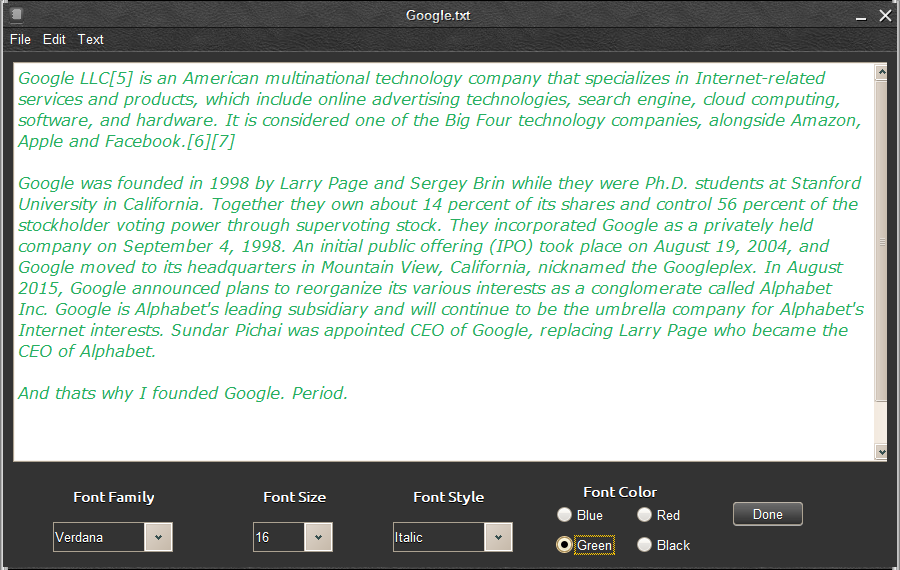 Google.txt
File Edit Text
Google LLC[5] is an American multinational technology company that specializes in Internet-related
services and products, which include online advertising technologies, search engine, cloud computing,
software, and hardware. It is considered one of the Big Four technology companies, alongside Amazon,
Apple and Facebook.[6][7]
Google was founded in 1998 by Larry Page and Sergey Brin while they were Ph.D. students at Stanford
University in California. Together they own about 14 percent of its shares and control 56 percent of the
stockholder voting power through supervoting stock. They incorporated Google as a privately held
company on September 4, 1998. An initial public offering (IPO) took place on August 19, 2004, and
Google moved to its headquarters in Mountain View, California, nicknamed the Googleplex. In August
2015, Google announced plans to reorganize its various interests as a conglomerate called Alphabet
Inc. Google is Alphabet's leading subsidiary and will continue to be the umbrella company for Alphabet's
Internet interests. Sundar Pichai was appointed CEO of Google, replacing Larry Page who became the
CEO of Alphabet.
And thats why I founded Google. Period.
Font Family Font Size Font Style Font Color
Blue Red Done
Verdana 16 Italic
Green Black